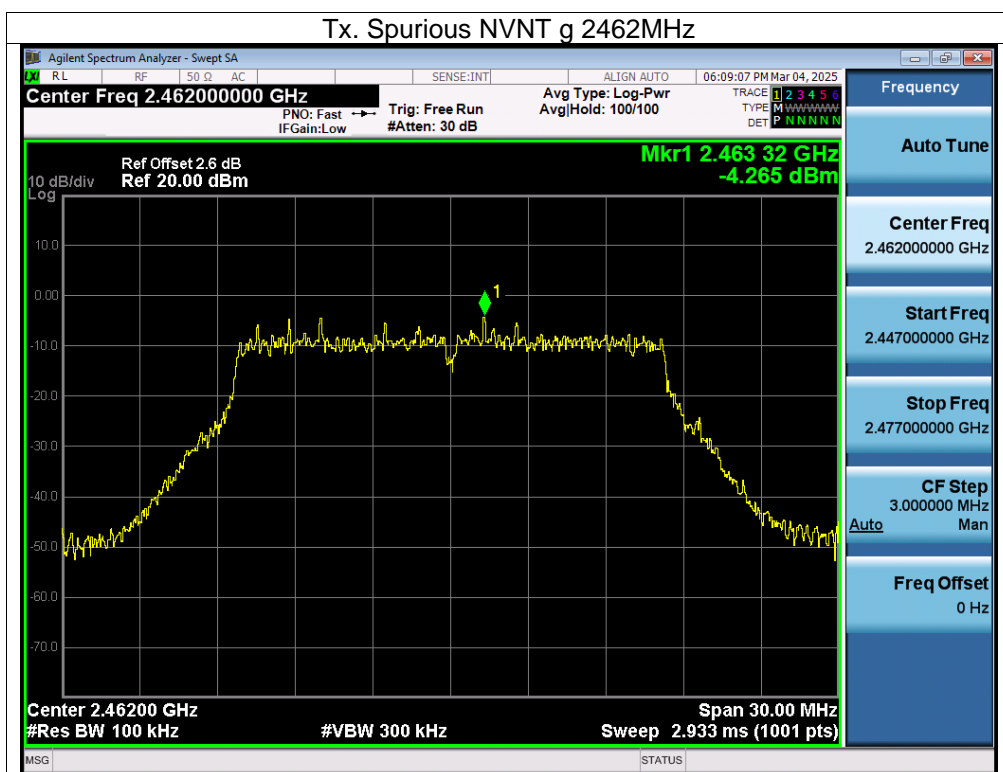 Tx. Spurious NVNT g 2462MHz
Agilent Spectrum Analyzer - Swept SA
LXI RL RF 50 Ω AC SENSE:INT ALIGN AUTO 06:09:07 PM Mar 04, 2025
Center Freq 2.462000000 GHz
PNO: Fast
IFGain:Low
Trig: Free Run
#Atten: 30 dB
Avg Type: Log-Pwr
Avg|Hold: 100/100
TRACE 1 2 3 4 5 6
TYPE M WWWWW
DET P N N N N N
Mkr1 2.463 32 GHz
-4.265 dBm
Ref Offset 2.6 dB
10 dB/div Ref 20.00 dBm
Log
10.0
0.00
-10.0
-20.0
-30.0
-40.0
-50.0
-60.0
-70.0
1
Center 2.46200 GHz Span 30.00 MHz
#Res BW 100 kHz #VBW 300 kHz Sweep 2.933 ms (1001 pts)
MSG STATUS
Frequency
Auto Tune
Center Freq
2.462000000 GHz
Start Freq
2.447000000 GHz
Stop Freq
2.477000000 GHz
CF Step
3.000000 MHz
Auto Man
Freq Offset
0 Hz